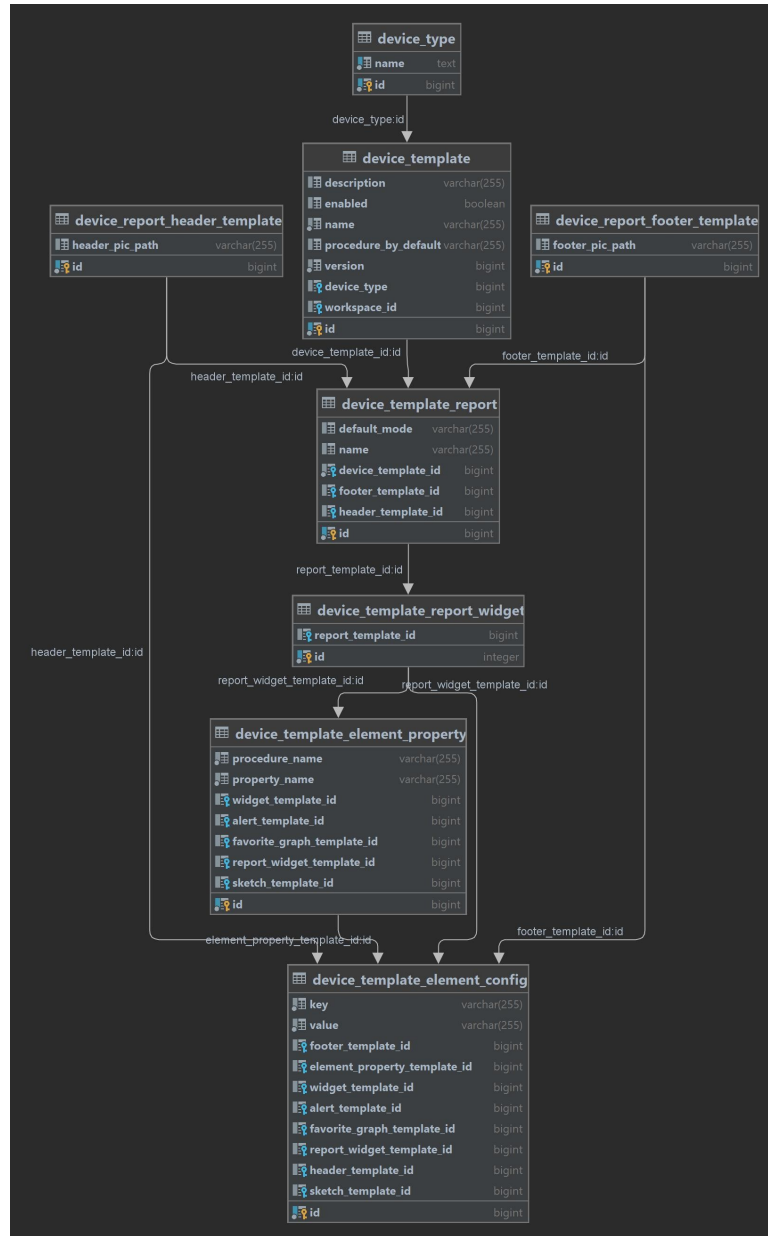 device_type
name text
id bigint
device_type:id
device_template
description varchar(255)
enabled boolean
name varchar(255)
procedure_by_default varchar(255)
version bigint
device_type bigint
workspace_id bigint
id bigint
device_report_header_template
header_pic_path varchar(255)
id bigint
device_report_footer_template
footer_pic_path varchar(255)
id bigint
device_template_id:id
footer_template_id:id
header_template_id:id
device_template_report
default_mode varchar(255)
name varchar(255)
device_template_id bigint
footer_template_id bigint
header_template_id bigint
id bigint
report_template_id:id
device_template_report_widget
report_template_id bigint
id integer
header_template_id:id
report_widget_template_id:id
report_widget_template_id:id
device_template_element_property
procedure_name varchar(255)
property_name varchar(255)
widget_template_id bigint
alert_template_id bigint
favorite_graph_template_id bigint
report_widget_template_id bigint
sketch_template_id bigint
id bigint
element_property_template_id:id
footer_template_id:id
device_template_element_config
key varchar(255)
value varchar(255)
footer_template_id bigint
element_property_template_id bigint
widget_template_id bigint
alert_template_id bigint
favorite_graph_template_id bigint
report_widget_template_id bigint
header_template_id bigint
sketch_template_id bigint
id bigint